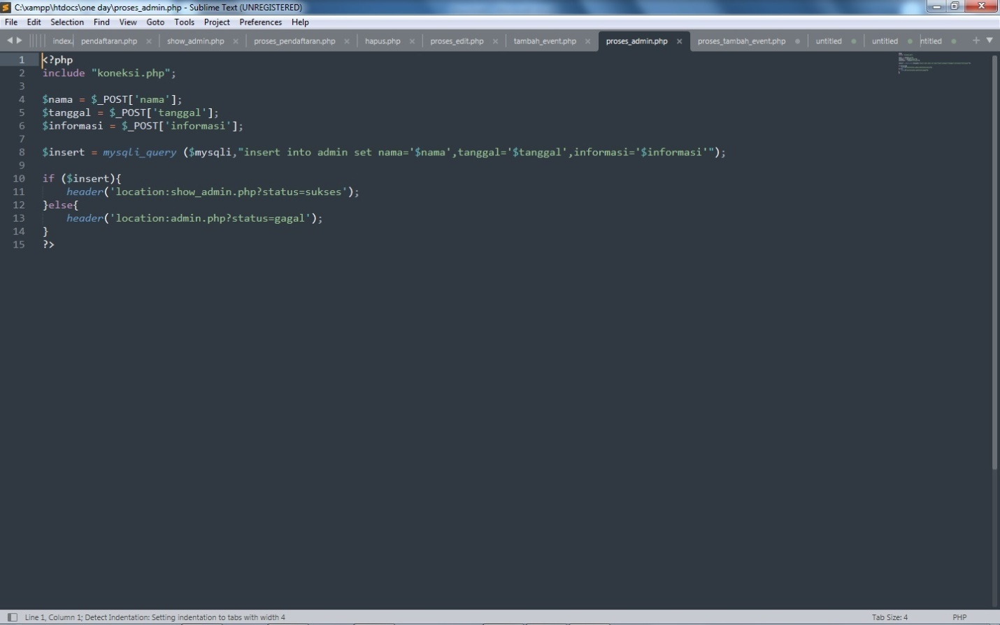 C:\xampp\htdocs\one day\proses_admin.php - Sublime Text (UNREGISTERED)
File Edit Selection Find View Goto Tools Project Preferences Help
index. pendaftaran.php show_admin.php proses_pendaftaran.php hapus.php proses_edit.php tambah_event.php proses_admin.php proses_tambah_event.php untitled untitled ntitled
1 <?php
2 include "koneksi.php";
3
4 $nama = $_POST['nama'];
5 $tanggal = $_POST['tanggal'];
6 $informasi = $_POST['informasi'];
7
8 $insert = mysqli_query ($mysqli,"insert into admin set nama='$nama',tanggal='$tanggal',informasi='$informasi'");
9
10 if ($insert){
11     header('location:show_admin.php?status=sukses');
12 }else{
13     header('location:admin.php?status=gagal');
14 }
15 ?>
Line 1, Column 1; Detect Indentation: Setting indentation to tabs with width 4 Tab Size: 4 PHP